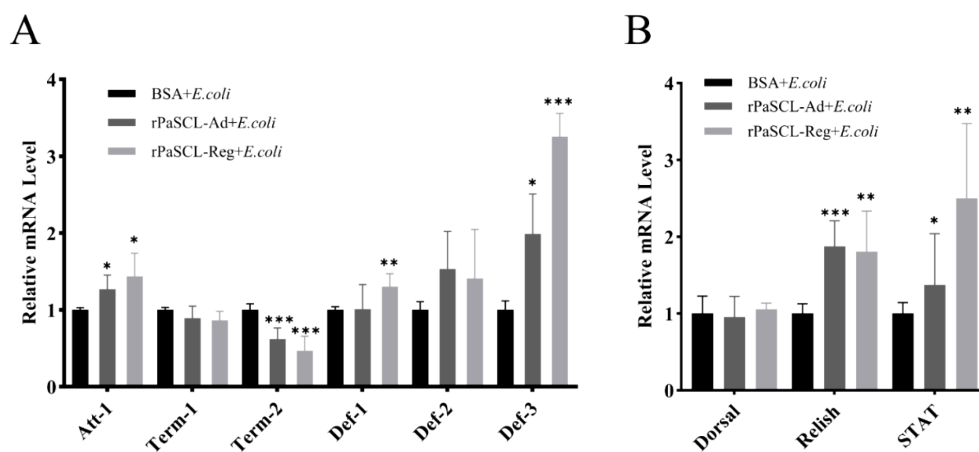 A
Relative mRNA Level
4
3
2
1
0
BSA+E.coli
rPaSCL-Ad+E.coli
rPaSCL-Reg+E.coli
*
*
***
***
**
*
***
Att-1
Term-1
Term-2
Def-1
Def-2
Def-3
B
Relative mRNA Level
4
3
2
1
0
BSA+E.coli
rPaSCL-Ad+E.coli
rPaSCL-Reg+E.coli
***
**
*
**
Dorsal
Relish
STAT